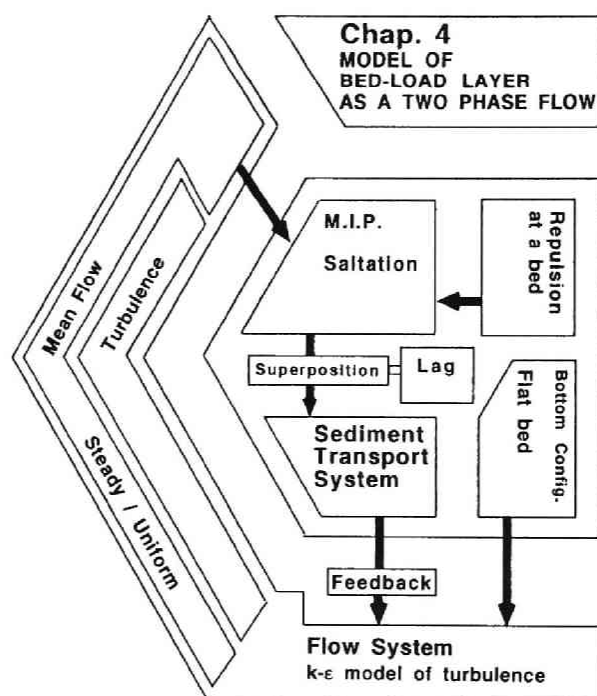 Chap. 4
MODEL OF
BED-LOAD LAYER
AS A TWO PHASE FLOW
Mean Flow
Turbulence
Steady / Uniform
M.I.P.
Saltation
Repulsion
at a bed
Superposition
Lag
Sediment
Transport
System
Bottom Config.
Flat bed
Feedback
Flow System
k-ε model of turbulence